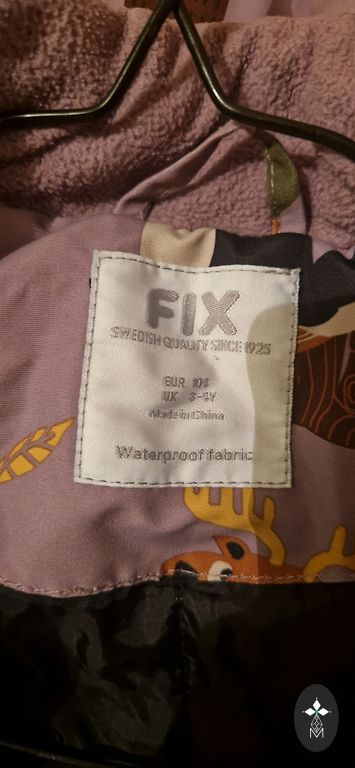 FIX
SWEDISH QUALITY SINCE 1925
EUR 104
UK 3-4Y
Made in China
Waterproof fabric
M